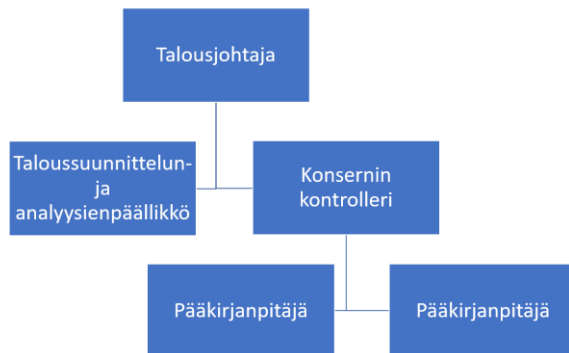 Talousjohtaja
Taloussuunnittelun-
ja
analyysienpäällikkö
Konsernin
kontrolleri
Pääkirjanpitäjä
Pääkirjanpitäjä